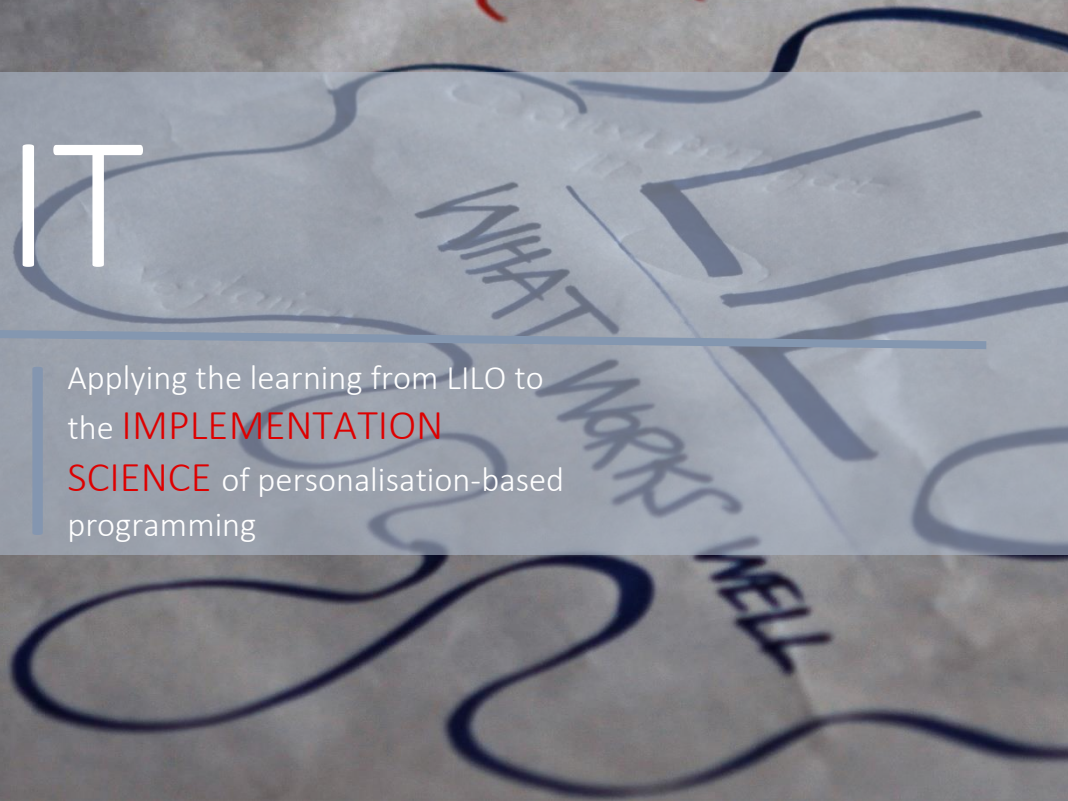 IT
Applying the learning from LILO to
the IMPLEMENTATION
SCIENCE of personalisation-based
programming
WHAT
WORKS
WELL